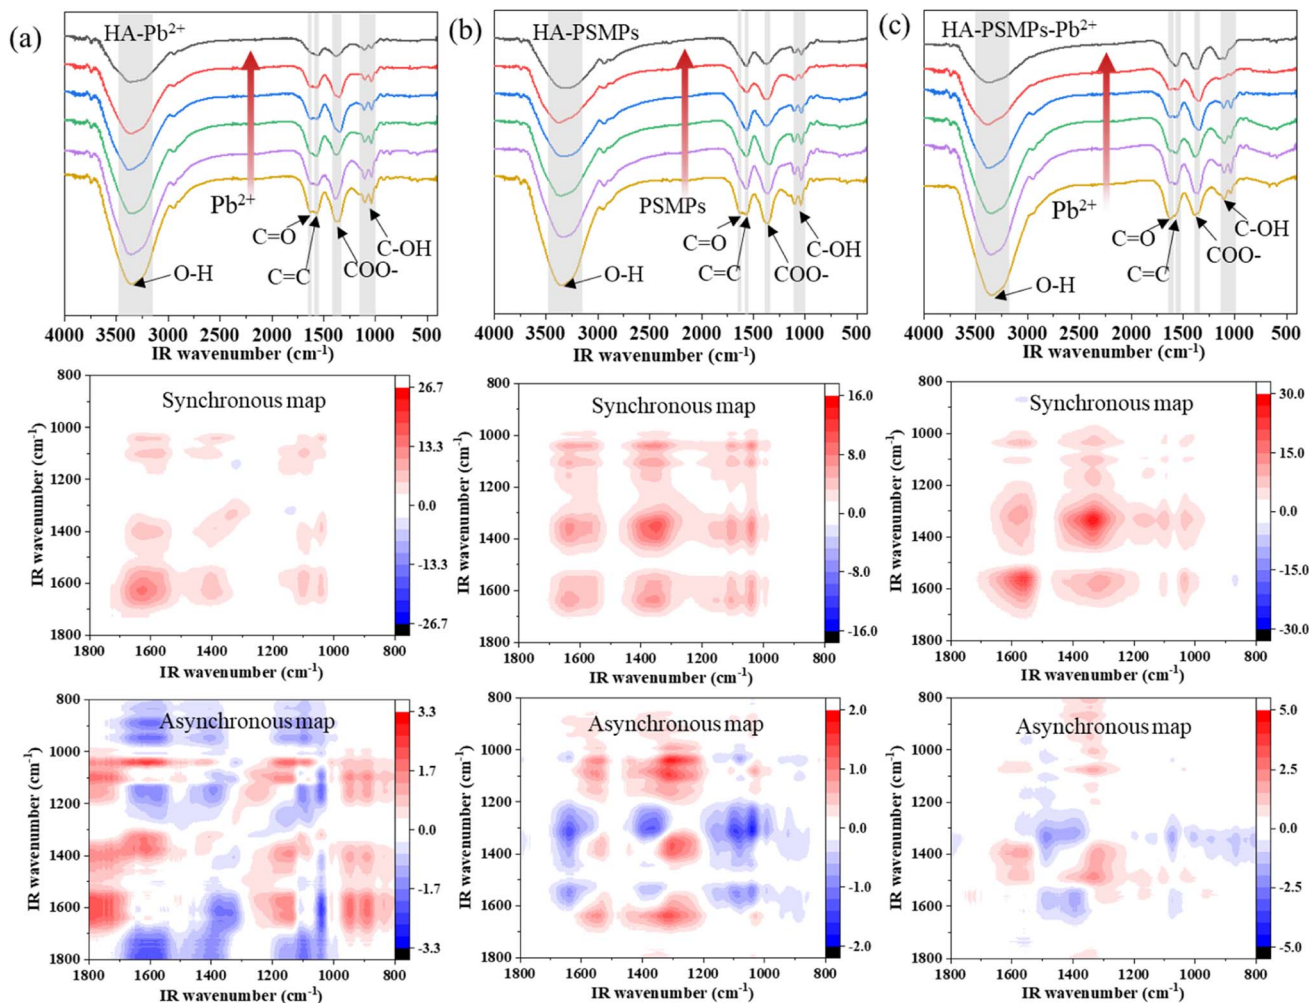 (a)
HA-Pb²⁺
Pb²⁺
C=O
C=C
COO-
C-OH
O-H
4000 3500 3000 2500 2000 1500 1000 500
IR wavenumber (cm⁻¹)
(b)
HA-PSMPs
PSMPs
C=O
C=C
COO-
C-OH
O-H
4000 3500 3000 2500 2000 1500 1000 500
IR wavenumber (cm⁻¹)
(c)
HA-PSMPs-Pb²⁺
Pb²⁺
C=O
C=C
COO-
C-OH
O-H
4000 3500 3000 2500 2000 1500 1000 500
IR wavenumber (cm⁻¹)
Synchronous map
IR wavenumber (cm⁻¹)
800
1000
1200
1400
1600
1800
1800 1600 1400 1200 1000 800
IR wavenumber (cm⁻¹)
26.7
13.3
0.0
-13.3
-26.7
Synchronous map
IR wavenumber (cm⁻¹)
800
1000
1200
1400
1600
1800
1800 1600 1400 1200 1000 800
IR wavenumber (cm⁻¹)
16.0
8.0
0.0
-8.0
-16.0
Synchronous map
IR wavenumber (cm⁻¹)
800
1000
1200
1400
1600
1800
1800 1600 1400 1200 1000 800
IR wavenumber (cm⁻¹)
30.0
15.0
0.0
-15.0
-30.0
Asynchronous map
IR wavenumber (cm⁻¹)
800
1000
1200
1400
1600
1800
1800 1600 1400 1200 1000 800
IR wavenumber (cm⁻¹)
3.3
1.7
0.0
-1.7
-3.3
Asynchronous map
IR wavenumber (cm⁻¹)
800
1000
1200
1400
1600
1800
1800 1600 1400 1200 1000 800
IR wavenumber (cm⁻¹)
2.0
1.0
0.0
-1.0
-2.0
Asynchronous map
IR wavenumber (cm⁻¹)
800
1000
1200
1400
1600
1800
1800 1600 1400 1200 1000 800
IR wavenumber (cm⁻¹)
5.0
2.5
0.0
-2.5
-5.0